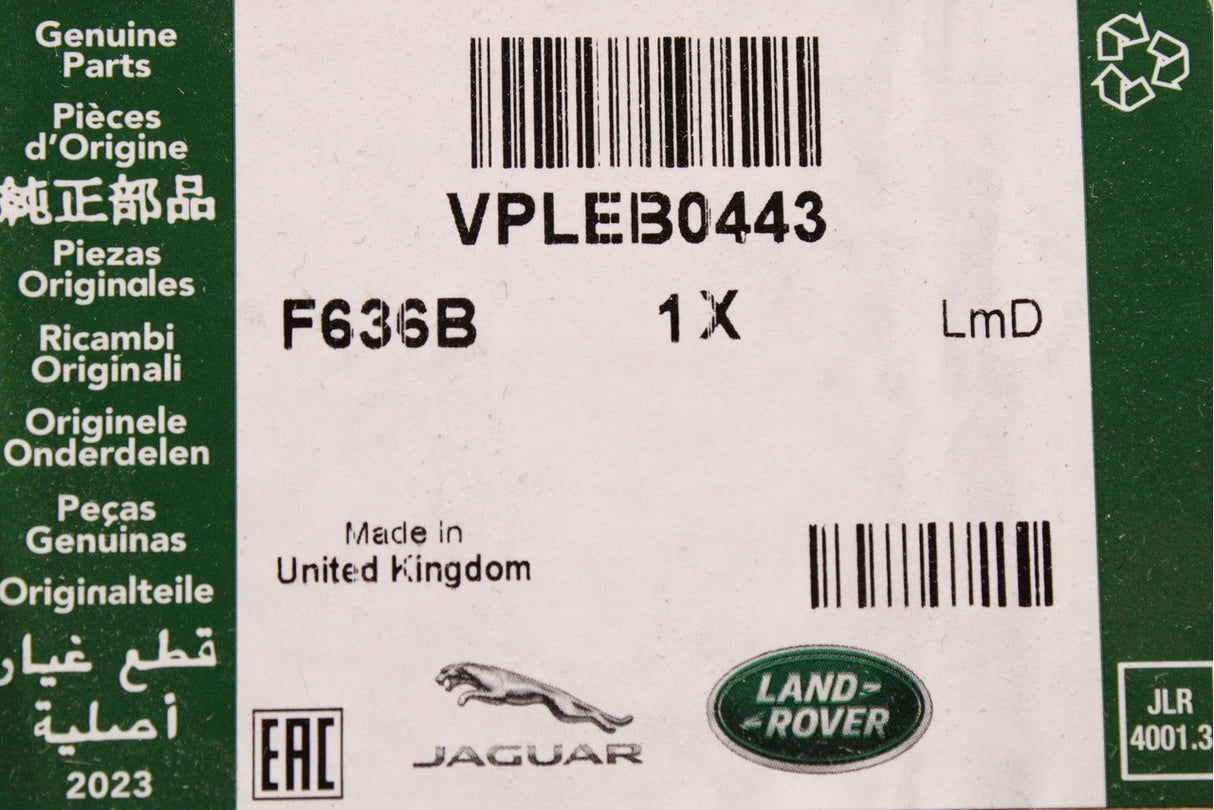 Genuine
Parts
Pièces
d'Origine
純正部品
Piezas
Originales
Ricambi
Originali
Originele
Onderdelen
Peças
Genuinas
Originalteile
قطع غيار
أصلية
2023
VPLEB0443
F636B 1 X LmD
Made in
United Kingdom
EAC
JAGUAR
LAND-
-ROVER
JLR
4001.3